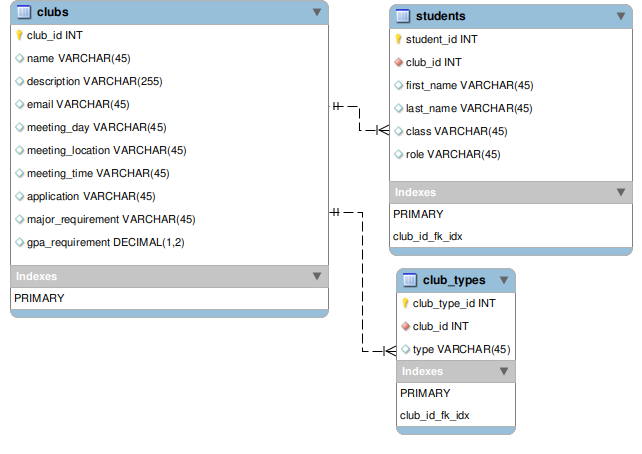 clubs
club_id INT
name VARCHAR(45)
description VARCHAR(255)
email VARCHAR(45)
meeting_day VARCHAR(45)
meeting_location VARCHAR(45)
meeting_time VARCHAR(45)
application VARCHAR(45)
major_requirement VARCHAR(45)
gpa_requirement DECIMAL(1,2)
Indexes
PRIMARY
students
student_id INT
club_id INT
first_name VARCHAR(45)
last_name VARCHAR(45)
class VARCHAR(45)
role VARCHAR(45)
Indexes
PRIMARY
club_id_fk_idx
club_types
club_type_id INT
club_id INT
type VARCHAR(45)
Indexes
PRIMARY
club_id_fk_idx